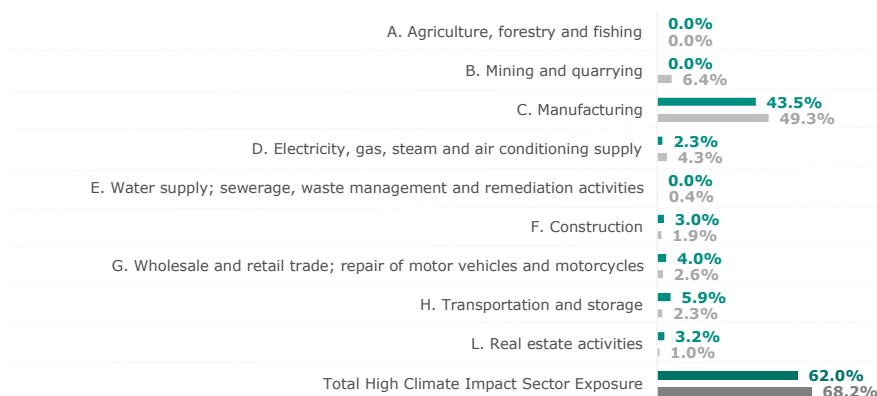 A. Agriculture, forestry and fishing
0.0%
0.0%
B. Mining and quarrying
0.0%
6.4%
C. Manufacturing
43.5%
49.3%
D. Electricity, gas, steam and air conditioning supply
2.3%
4.3%
E. Water supply; sewerage, waste management and remediation activities
0.0%
0.4%
F. Construction
3.0%
1.9%
G. Wholesale and retail trade; repair of motor vehicles and motorcycles
4.0%
2.6%
H. Transportation and storage
5.9%
2.3%
L. Real estate activities
3.2%
1.0%
Total High Climate Impact Sector Exposure
62.0%
68.2%